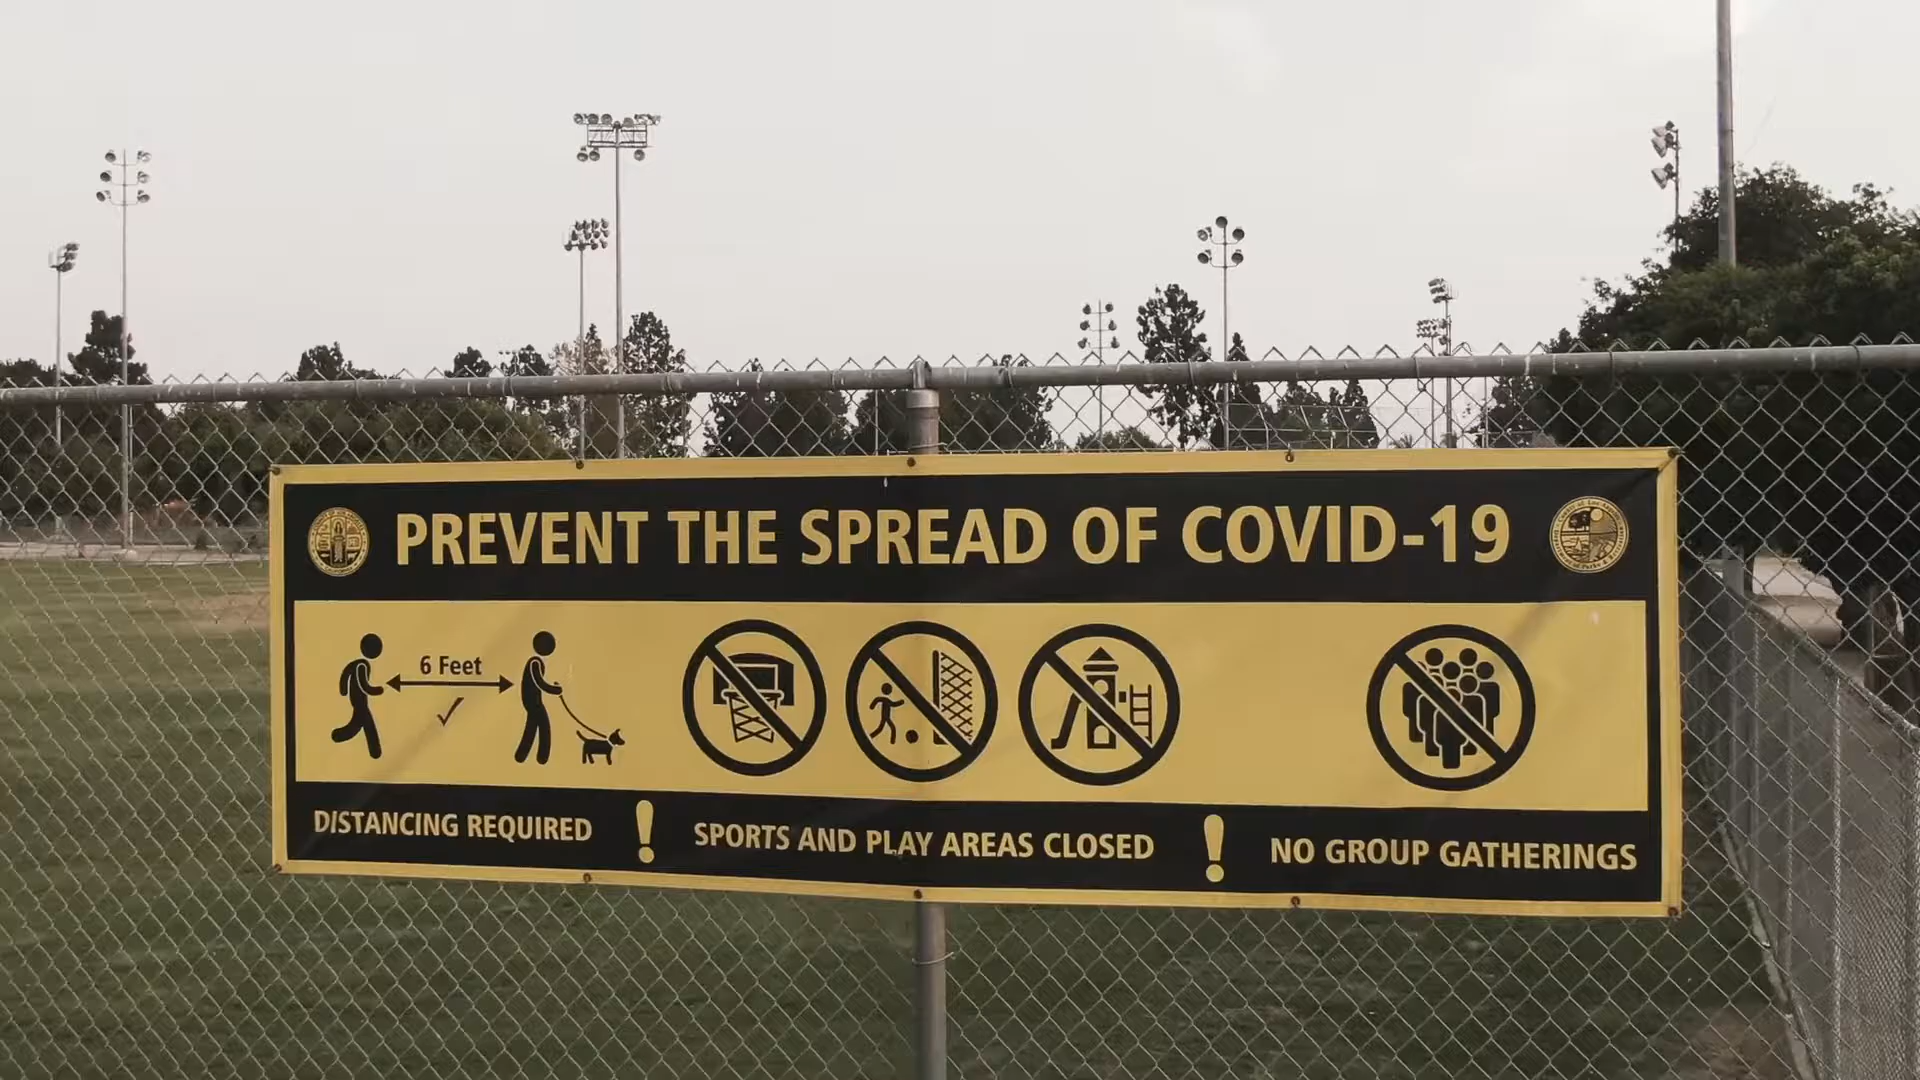 PREVENT THE SPREAD OF COVID-19
6 Feet
DISTANCING REQUIRED ! SPORTS AND PLAY AREAS CLOSED ! NO GROUP GATHERINGS